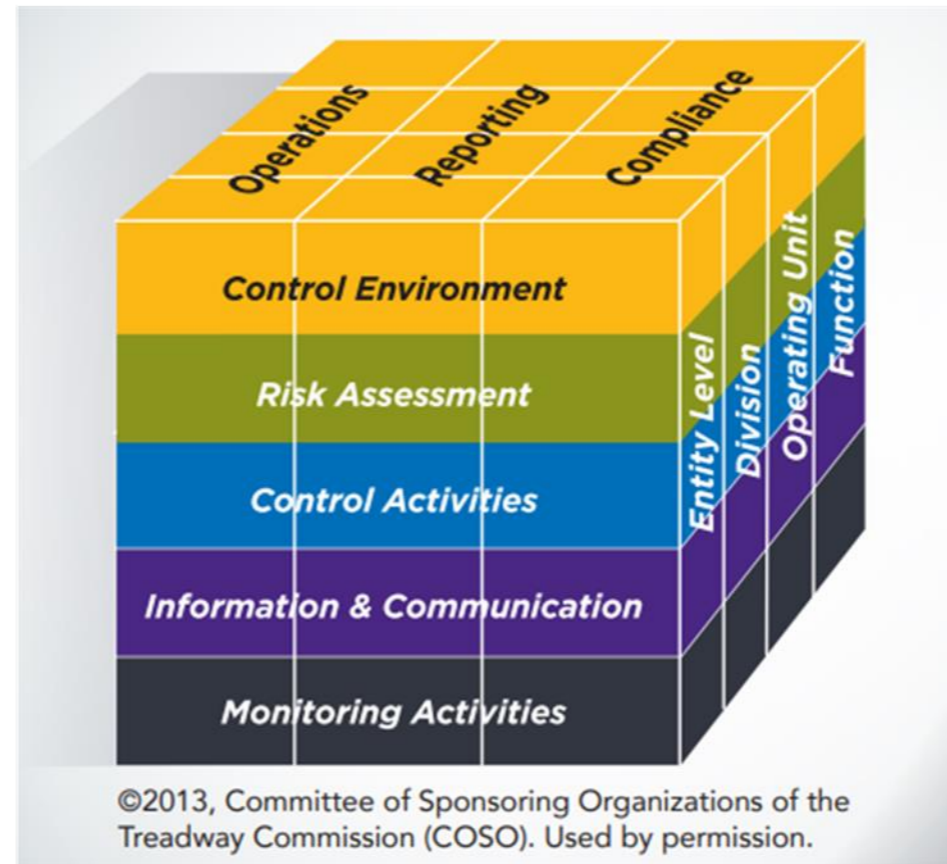 Operations
Reporting
Compliance
Control Environment
Risk Assessment
Control Activities
Information & Communication
Monitoring Activities
Entity Level
Division
Operating Unit
Function
©2013, Committee of Sponsoring Organizations of the
Treadway Commission (COSO). Used by permission.